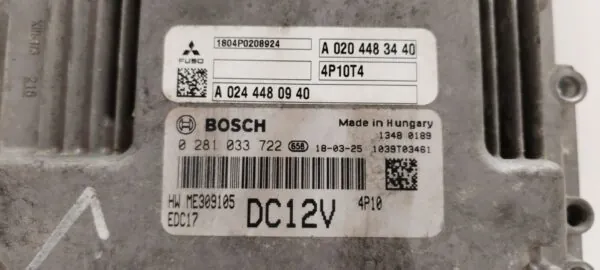 1804P0208924
A 020 448 34 40
FUSO
4P10T4
A 024 448 09 40
BOSCH
Made in Hungary
1348 0189
0 281 033 722 658 18-03-25 1039T03461
HW ME309105
EDC17
DC12V
4P10